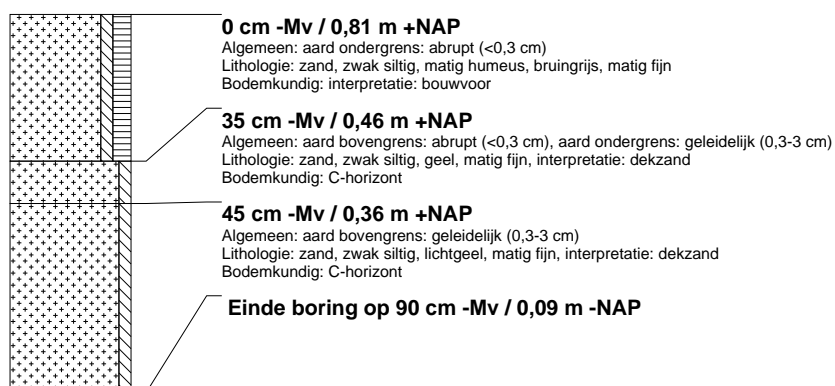 0 cm -Mv / 0,81 m +NAP
Algemeen: aard ondergrens: abrupt (<0,3 cm)
Lithologie: zand, zwak siltig, matig humeus, bruingrijs, matig fijn
Bodemkundig: interpretatie: bouwvoor
35 cm -Mv / 0,46 m +NAP
Algemeen: aard bovengrens: abrupt (<0,3 cm), aard ondergrens: geleidelijk (0,3-3 cm)
Lithologie: zand, zwak siltig, geel, matig fijn, interpretatie: dekzand
Bodemkundig: C-horizont
45 cm -Mv / 0,36 m +NAP
Algemeen: aard bovengrens: geleidelijk (0,3-3 cm)
Lithologie: zand, zwak siltig, lichtgeel, matig fijn, interpretatie: dekzand
Bodemkundig: C-horizont
Einde boring op 90 cm -Mv / 0,09 m -NAP